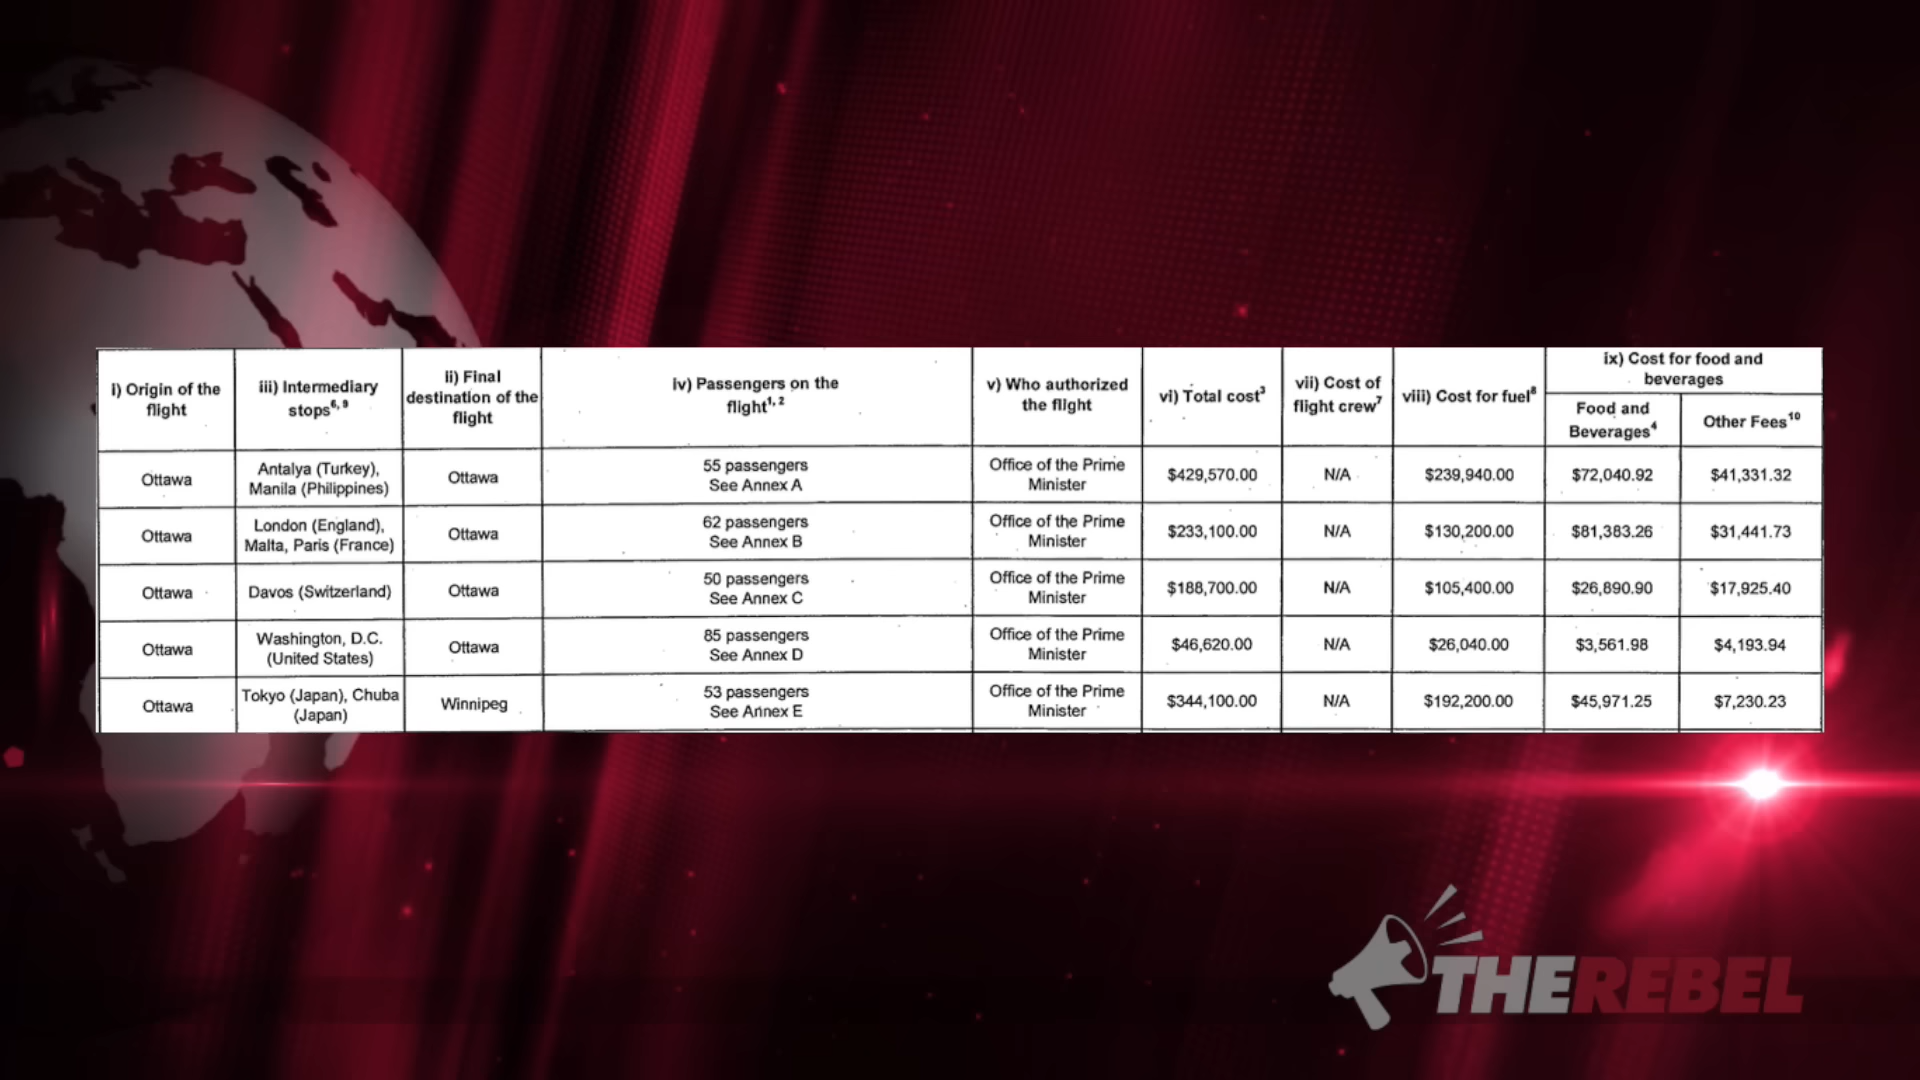 i) Origin of the
flight
iii) Intermediary
stops6, 9
ii) Final
destination of the
flight
iv) Passengers on the
flight1, 2
v) Who authorized
the flight
vi) Total cost3
vii) Cost of
flight crew7
viii) Cost for fuel8
ix) Cost for food and
beverages
Food and
Beverages4
Other Fees10
Ottawa
Antalya (Turkey),
Manila (Philippines)
Ottawa
55 passengers
See Annex A
Office of the Prime
Minister
$429,570.00
N/A
$239,940.00
$72,040.92
$41,331.32
Ottawa
London (England),
Malta, Paris (France)
Ottawa
62 passengers
See Annex B
Office of the Prime
Minister
$233,100.00
N/A
$130,200.00
$81,383.26
$31,441.73
Ottawa
Davos (Switzerland)
Ottawa
50 passengers
See Annex C
Office of the Prime
Minister
$188,700.00
N/A
$105,400.00
$26,890.90
$17,925.40
Ottawa
Washington, D.C.
(United States)
Ottawa
85 passengers
See Annex D
Office of the Prime
Minister
$46,620.00
N/A
$26,040.00
$3,561.98
$4,193.94
Ottawa
Tokyo (Japan), Chuba
(Japan)
Winnipeg
53 passengers
See Annex E
Office of the Prime
Minister
$344,100.00
N/A
$192,200.00
$45,971.25
$7,230.23
THEREBEL